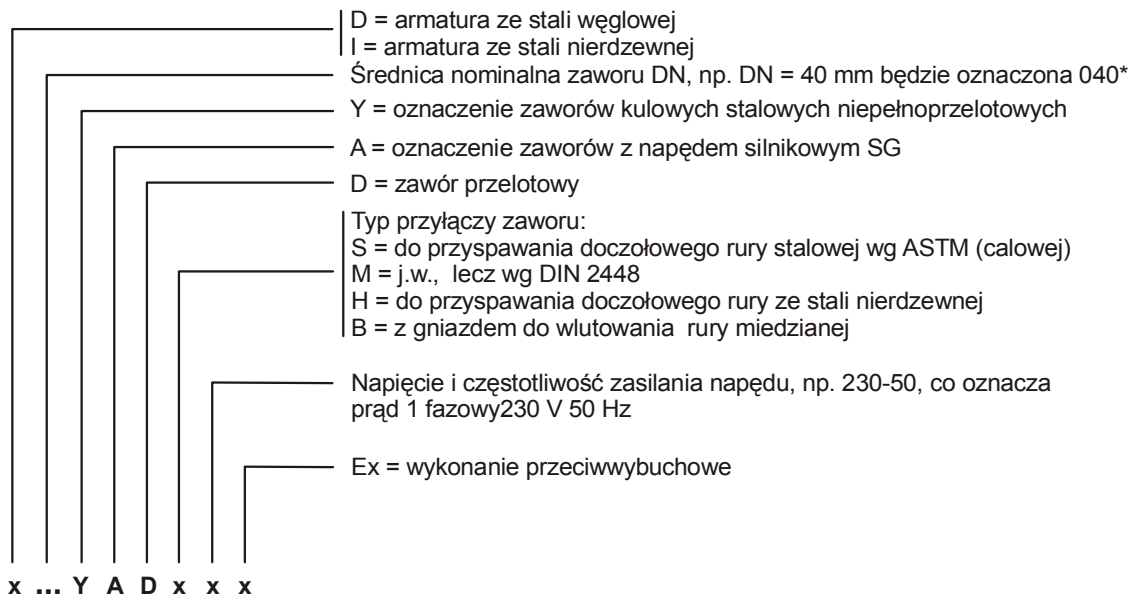 D = armatura ze stali węglowej
I = armatura ze stali nierdzewnej
Średnica nominalna zaworu DN, np. DN = 40 mm będzie oznaczona 040*
Y = oznaczenie zaworów kulowych stalowych niepełnoprzelotowych
A = oznaczenie zaworów z napędem silnikowym SG
D = zawór przelotowy
Typ przyłączy zaworu:
S = do przyspawania doczołowego rury stalowej wg ASTM (calowej)
M = j.w., lecz wg DIN 2448
H = do przyspawania doczołowego rury ze stali nierdzewnej
B = z gniazdem do wlutowania rury miedzianej
Napięcie i częstotliwość zasilania napędu, np. 230-50, co oznacza
prąd 1 fazowy230 V 50 Hz
Ex = wykonanie przeciwwybuchowe
x ... Y A D x x x